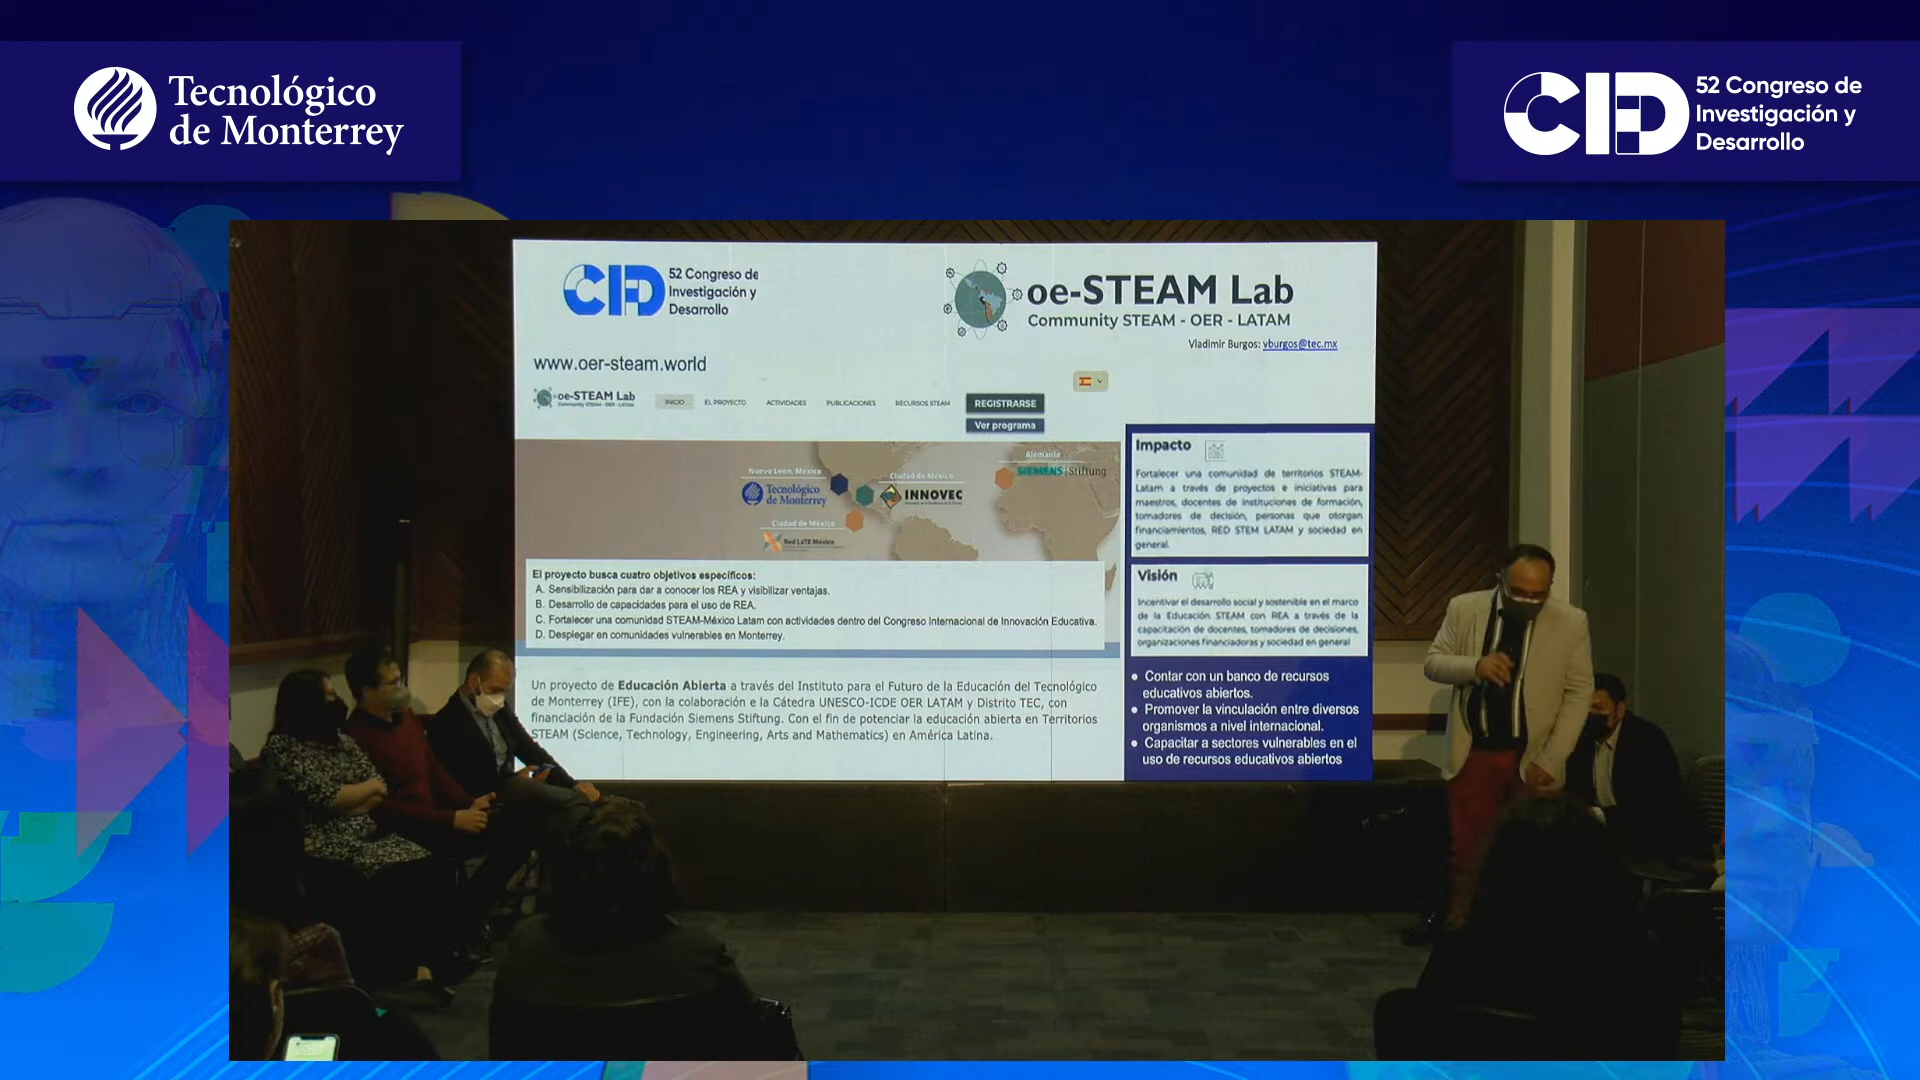 Tecnológico
de Monterrey
CID
52 Congreso de
Investigación y
Desarrollo
CID
52 Congreso de
Investigación y
Desarrollo
oe-STEAM Lab
Community STEAM - OER - LATAM
Vladimir Burgos: vburgos@tec.mx
www.oer-steam.world
oe-STEAM Lab
Community STEAM - OER - LATAM
INICIO
EL PROYECTO
ACTIVIDADES
PUBLICACIONES
RECURSOS STEAM
REGISTRARSE
Ver programa
Nuevo León, México
Tecnológico
de Monterrey
Ciudad de México
INNOVEC
Alemania
SIEMENS | Stiftung
Ciudad de México
Red LaTE México
El proyecto busca cuatro objetivos específicos:
A. Sensibilización para dar a conocer los REA y visibilizar ventajas.
B. Desarrollo de capacidades para el uso de REA.
C. Fortalecer una comunidad STEAM-México Latam con actividades dentro del Congreso Internacional de Innovación Educativa.
D. Desplegar en comunidades vulnerables en Monterrey.
Un proyecto de Educación Abierta a través del Instituto para el Futuro de la Educación del Tecnológico
de Monterrey (IFE), con la colaboración e la Cátedra UNESCO-ICDE OER LATAM y Distrito TEC, con
financiación de la Fundación Siemens Stiftung. Con el fin de potenciar la educación abierta en Territorios
STEAM (Science, Technology, Engineering, Arts and Mathematics) en América Latina.
Impacto
Fortalecer una comunidad de territorios STEAM-
Latam a través de proyectos e iniciativas para
maestros, docentes de instituciones de formación,
tomadores de decisión, personas que otorgan
financiamientos, RED STEM LATAM y sociedad en
general.
Visión
Incentivar el desarrollo social y sostenible en el marco
de la Educación STEAM con REA a través de la
capacitación de docentes, tomadores de decisiones,
organizaciones financiadoras y sociedad en general
• Contar con un banco de recursos
educativos abiertos.
• Promover la vinculación entre diversos
organismos a nivel internacional.
• Capacitar a sectores vulnerables en el
uso de recursos educativos abiertos